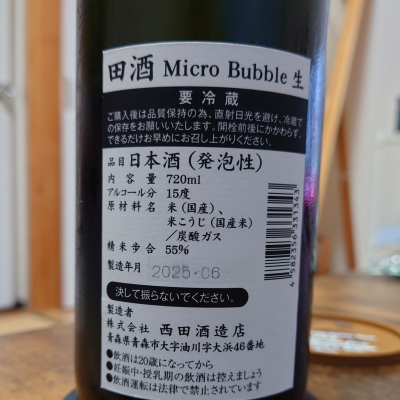 田酒 Micro Bubble 生
要冷蔵
ご購入後は品質保持の為、直射日光を避け、冷蔵で
の保存をお願いいたします。開栓前後にかかわらず、
できるだけお早めにお召し上がりください。
品目 日本酒(発泡性)
内容量 720ml
アルコール分 15度
原材料名 米(国産)、
米こうじ(国産米)
/炭酸ガス
精米歩合 55%
製造年月 2025.06
決して振らないでください。
製造者
株式会社 西田酒造店
青森県青森市大字油川字大浜46番地
●飲酒は20歳になってから
●妊娠中・授乳期の飲酒は控えましょう
●飲酒運転は法律で禁止されています
4582356331343